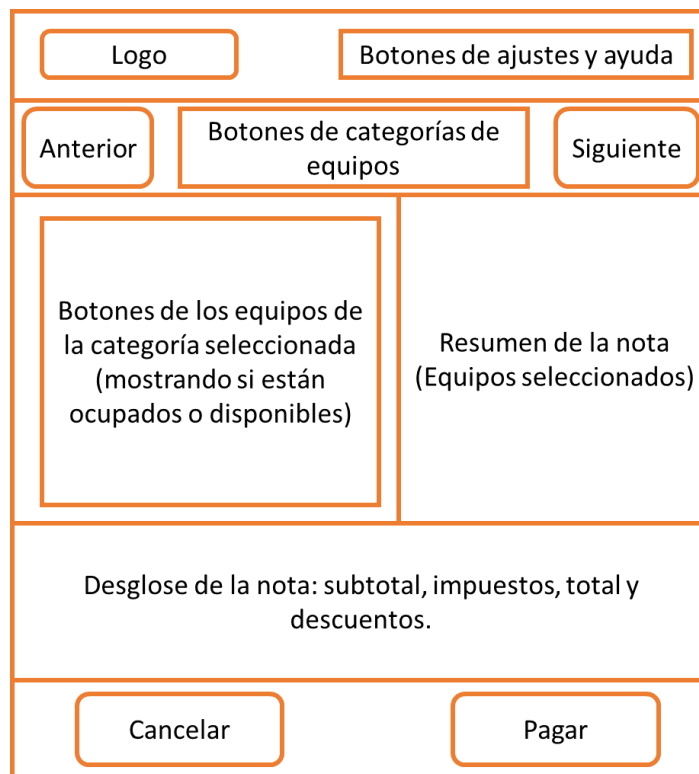 Logo
Botones de ajustes y ayuda
Anterior
Botones de categorías de
equipos
Siguiente
Botones de los equipos de
la categoría seleccionada
(mostrando si están
ocupados o disponibles)
Resumen de la nota
(Equipos seleccionados)
Desglose de la nota: subtotal, impuestos, total y
descuentos.
Cancelar
Pagar